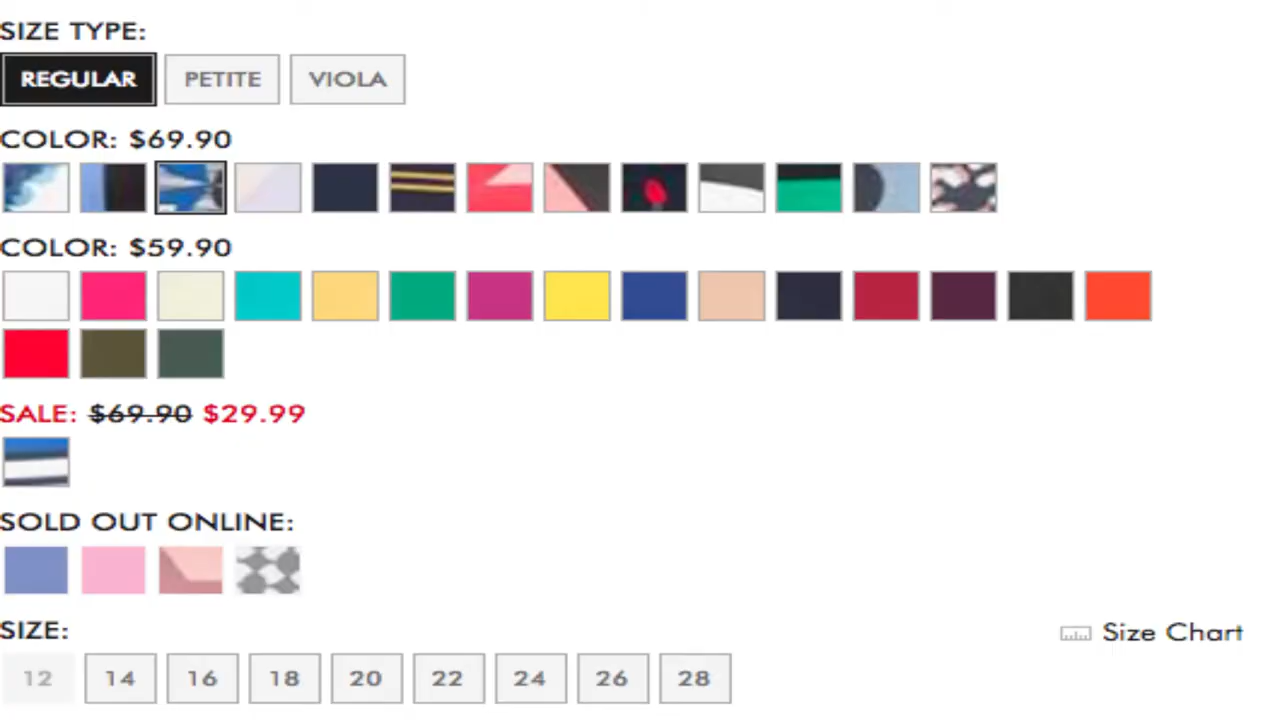 SIZE TYPE:
REGULAR PETITE VIOLA
COLOR: $69.90
COLOR: $59.90
SALE: $69.90 $29.99
SOLD OUT ONLINE:
SIZE: Size Chart
12 14 16 18 20 22 24 26 28